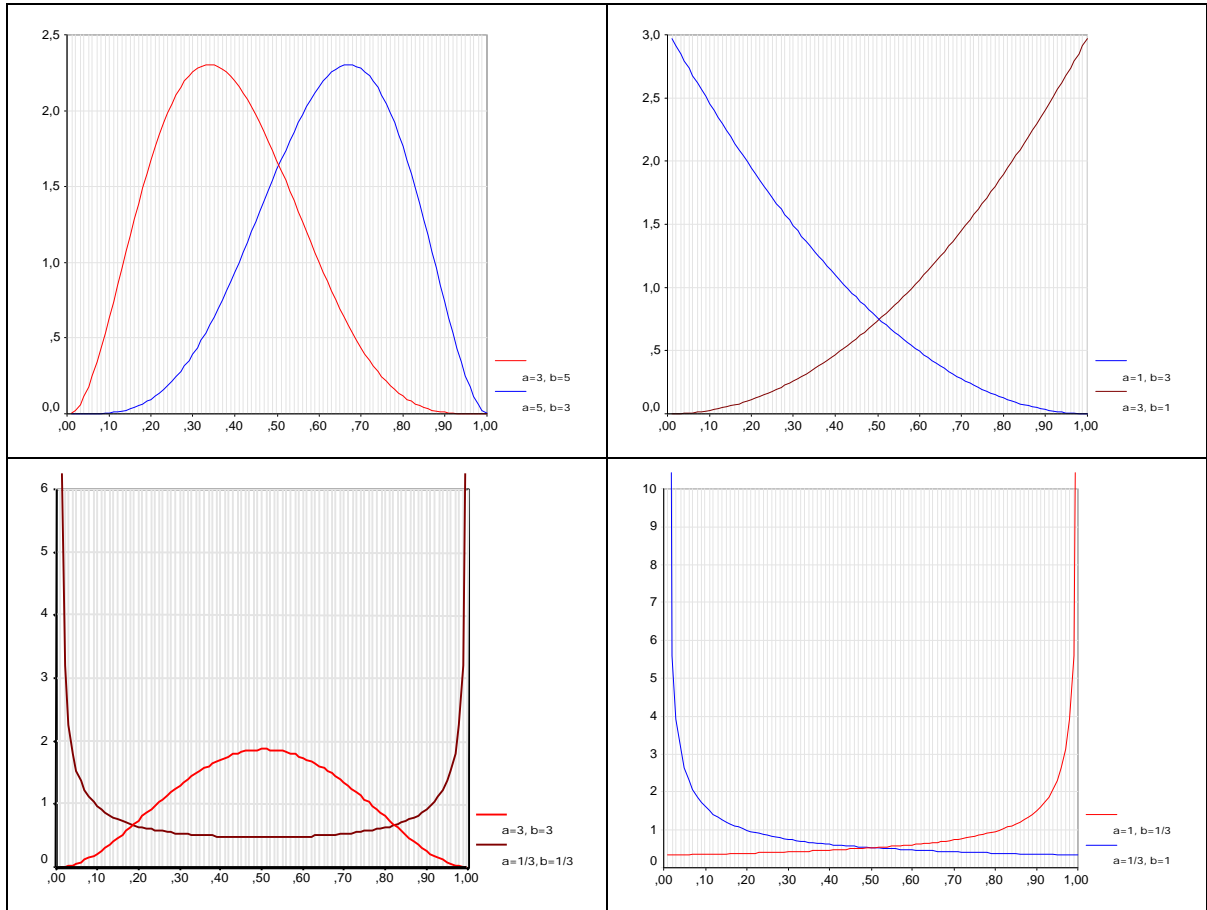 2,5
2,0
1,5
1,0
,5
0,0
,00 ,10 ,20 ,30 ,40 ,50 ,60 ,70 ,80 ,90 1,00
a=3, b=5
a=5, b=3
3,0
2,5
2,0
1,5
1,0
,5
0,0
,00 ,10 ,20 ,30 ,40 ,50 ,60 ,70 ,80 ,90 1,00
a=1, b=3
a=3, b=1
6
5
4
3
2
1
0
,00 ,10 ,20 ,30 ,40 ,50 ,60 ,70 ,80 ,90 1,00
a=3, b=3
a=1/3, b=1/3
10
9
8
7
6
5
4
3
2
1
0
,00 ,10 ,20 ,30 ,40 ,50 ,60 ,70 ,80 ,90 1,00
a=1, b=1/3
a=1/3, b=1